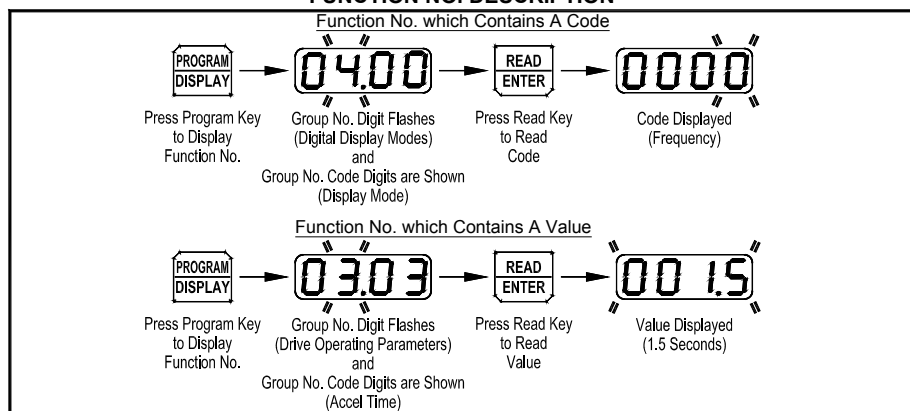 FUNCTION NO. DESCRIPTION
Function No. which Contains A Code
PROGRAM
DISPLAY
04.00
READ
ENTER
0000
Press Program Key
to Display
Function No.
Group No. Digit Flashes
(Digital Display Modes)
and
Group No. Code Digits are Shown
(Display Mode)
Press Read Key
to Read
Code
Code Displayed
(Frequency)
Function No. which Contains A Value
PROGRAM
DISPLAY
03.03
READ
ENTER
001.5
Press Program Key
to Display
Function No.
Group No. Digit Flashes
(Drive Operating Parameters)
and
Group No. Code Digits are Shown
(Accel Time)
Press Read Key
to Read
Value
Value Displayed
(1.5 Seconds)